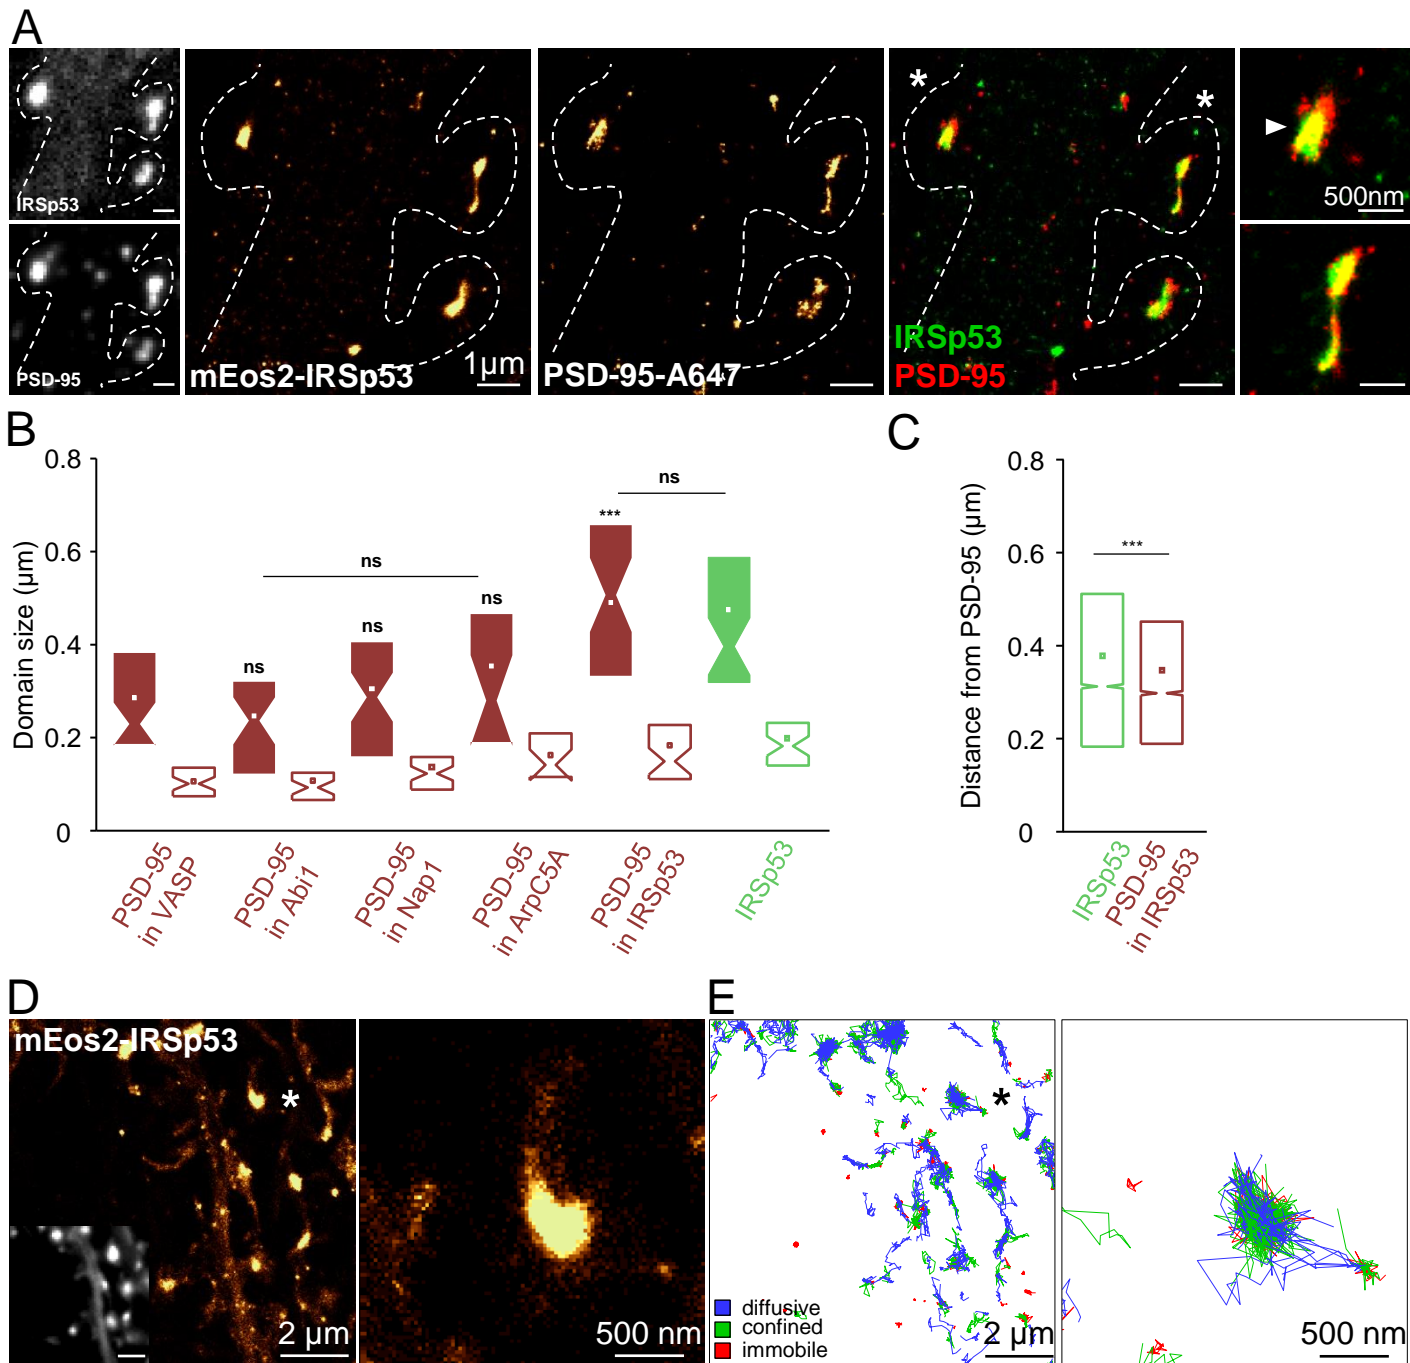 A
IRSp53
PSD-95
mEos2-IRSp53
1µm
PSD-95-A647
*
*
IRSp53
PSD-95
500nm
B
Domain size (µm)
0.8
0.6
0.4
0.2
0
ns
ns
ns
ns
***
ns
PSD-95
in VASP
PSD-95
in Abi1
PSD-95
in Nap1
PSD-95
in ArpC5A
PSD-95
in IRSp53
IRSp53
C
Distance from PSD-95 (µm)
0.8
0.6
0.4
0.2
0
***
IRSp53
PSD-95
in IRSp53
D
mEos2-IRSp53
*
2 µm
500 nm
E
*
diffusive
confined
immobile
2 µm
500 nm